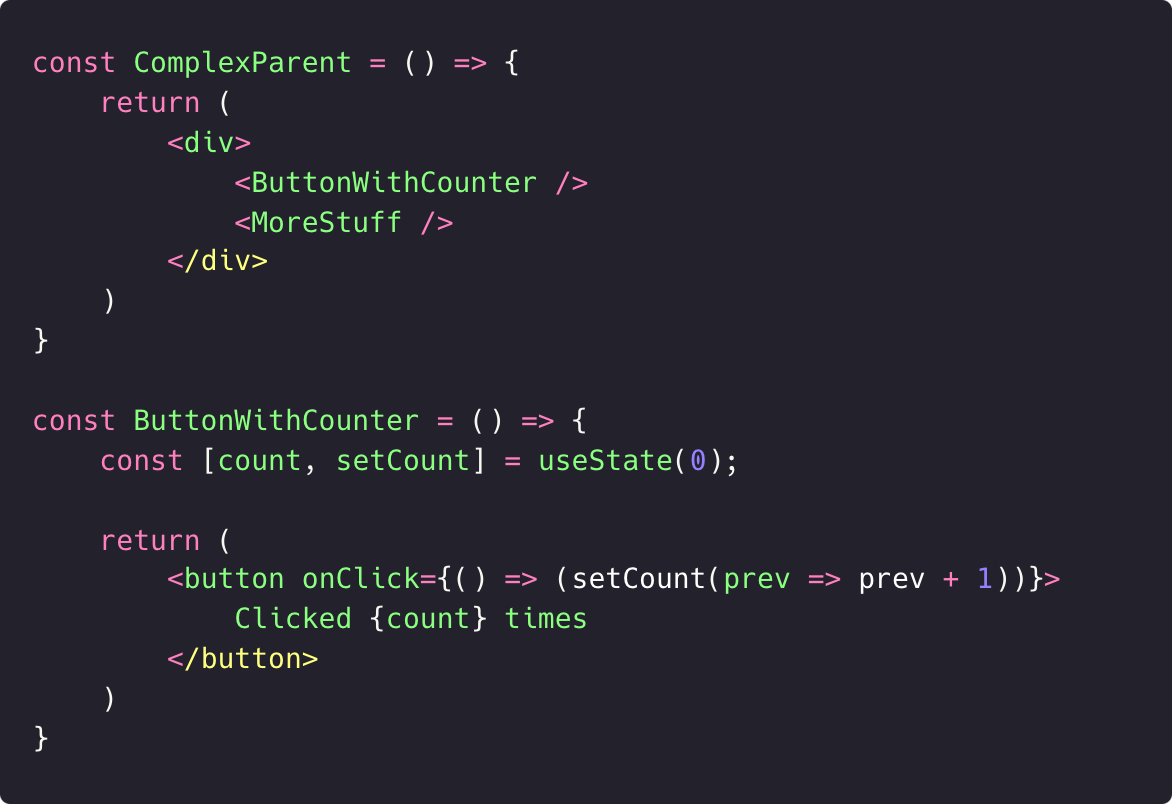 const ComplexParent = () => {
    return (
        <div>
            <ButtonWithCounter />
            <MoreStuff />
        </div>
    )
}

const ButtonWithCounter = () => {
    const [count, setCount] = useState(0);

    return (
        <button onClick={() => (setCount(prev => prev + 1))}>
            Clicked {count} times
        </button>
    )
}